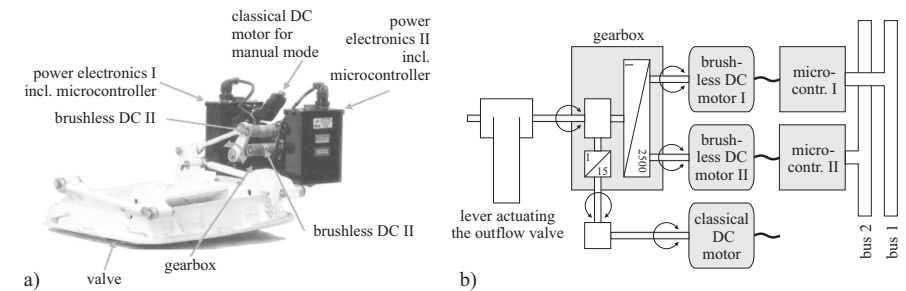 classical DC
motor for
manual mode
power
electronics II
incl.
microcontroller
power electronics I
incl. microcontroller
brushless DC II
brushless DC II
gearbox
valve
a)
gearbox
1
2500
1
15
brush-
less DC
motor I
micro-
contr. I
brush-
less DC
motor II
micro-
contr. II
lever actuating
the outflow valve
classical
DC
motor
bus 2
bus 1
b)